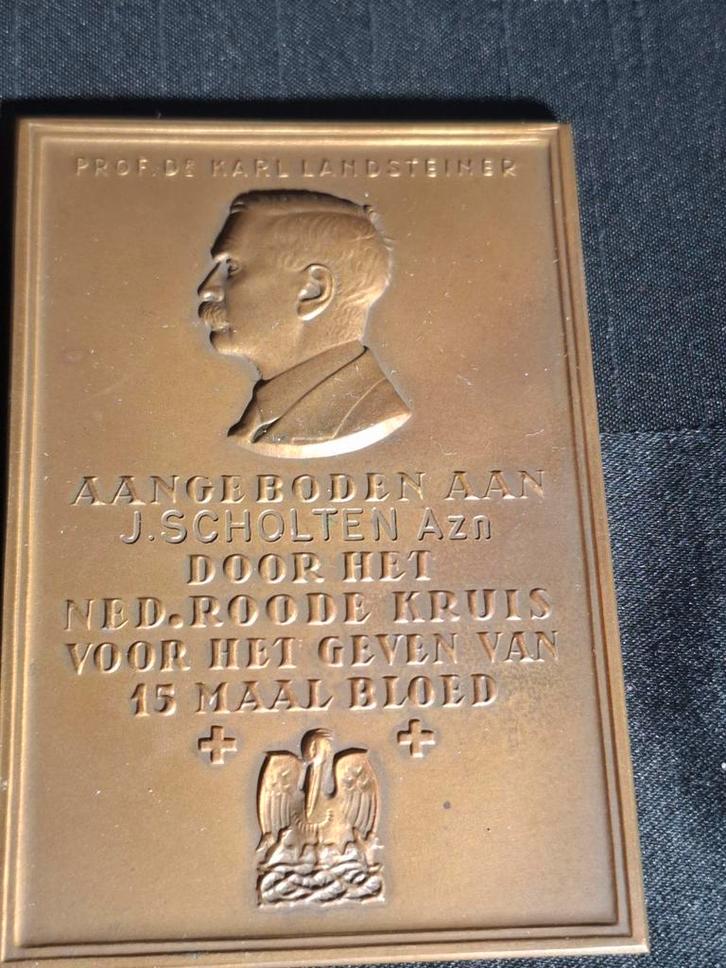 PROF. DR KARL LANDSTEINER
AANGEBODEN AAN
J. SCHOLTEN Azn
DOOR HET
NED. ROODE KRUIS
VOOR HET GEVEN VAN
15 MAAL BLOED